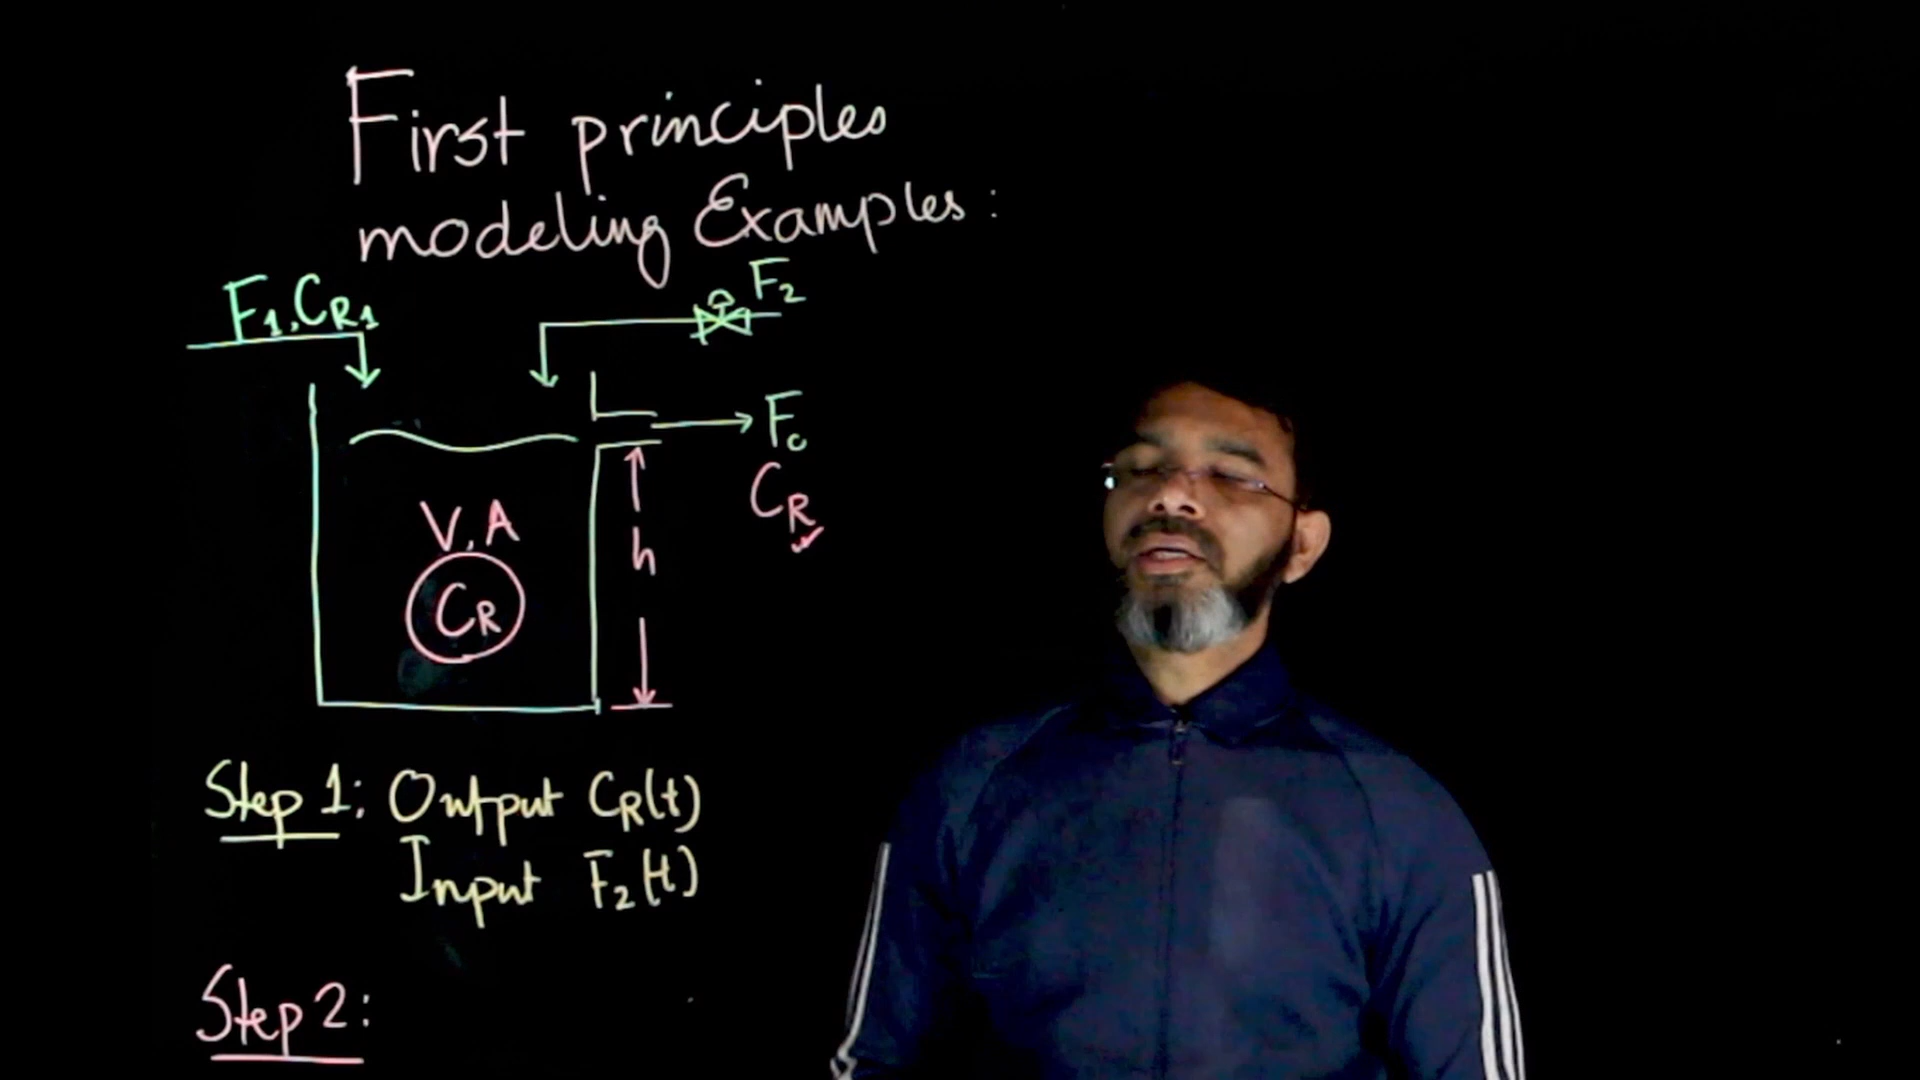 First principles
modeling Examples:
F1, CR1
F2
Fo
CR
V, A
h
CR
Step 1: Output CR(t)
Input F2(t)
Step 2: